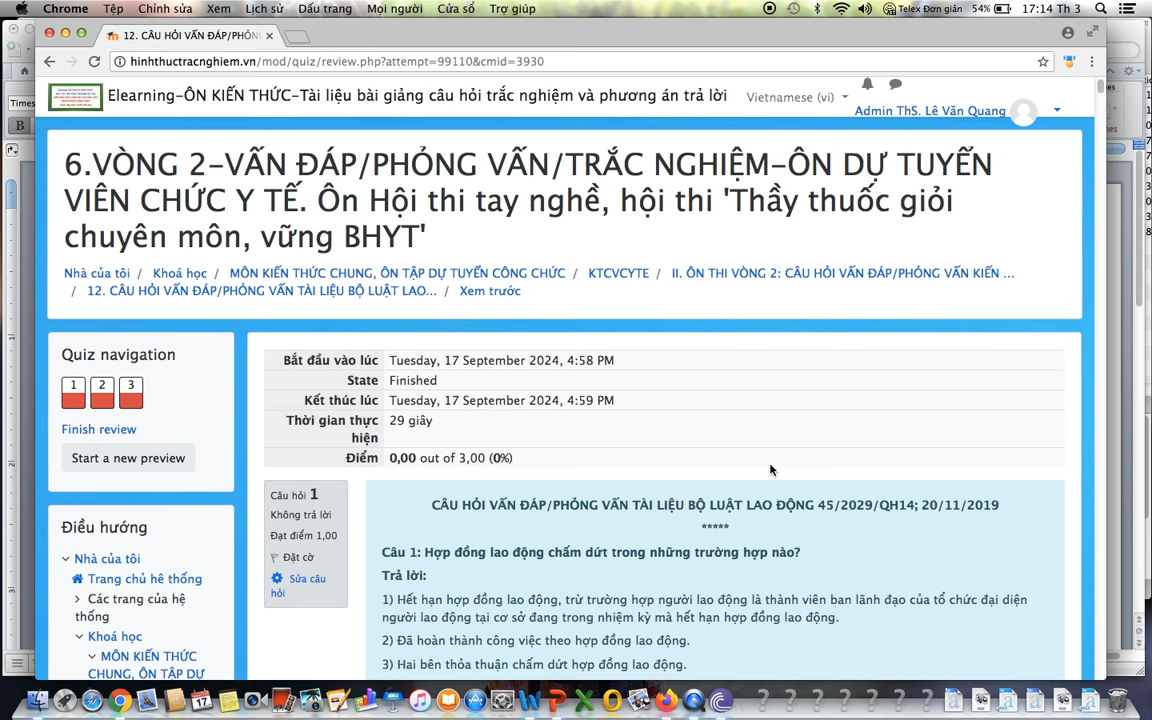 Chrome Tệp Chỉnh sửa Xem Lịch sử Dấu trang Mọi người Cửa sổ Trợ giúp Telex Đơn giản 54% 17:14 Th 3
12. CÂU HỎI VẤN ĐÁP/PHỎN
hinhthuctracnghiem.vn/mod/quiz/review.php?attempt=99110&cmid=3930
Elearning-ÔN KIẾN THỨC-Tài liệu bài giảng câu hỏi trắc nghiệm và phương án trả lời
Vietnamese (vi)
Admin ThS. Lê Văn Quang
Times
B
6.VÒNG 2-VẤN ĐÁP/PHỎNG VẤN/TRẮC NGHIỆM-ÔN DỰ TUYỂN
VIÊN CHỨC Y TẾ. Ôn Hội thi tay nghề, hội thi 'Thầy thuốc giỏi
chuyên môn, vững BHYT'
Nhà của tôi / Khoá học / MÔN KIẾN THỨC CHUNG, ÔN TẬP DỰ TUYỂN CÔNG CHỨC / KTCVCYTE / II. ÔN THI VÒNG 2: CÂU HỎI VẤN ĐÁP/PHỎNG VẤN KIẾN ...
/ 12. CÂU HỎI VẤN ĐÁP/PHỎNG VẤN TÀI LIỆU BỘ LUẬT LAO... / Xem trước
Quiz navigation
1 2 3
Finish review
Start a new preview
Bắt đầu vào lúc Tuesday, 17 September 2024, 4:58 PM
State Finished
Kết thúc lúc Tuesday, 17 September 2024, 4:59 PM
Thời gian thực hiện 29 giây
Điểm 0,00 out of 3,00 (0%)
Điều hướng
Nhà của tôi
Trang chủ hệ thống
Các trang của hệ
thống
Khoá học
MÔN KIẾN THỨC
CHUNG, ÔN TẬP DỰ
Câu hỏi 1
Không trả lời
Đạt điểm 1,00
Đặt cờ
Sửa câu
hỏi
CÂU HỎI VẤN ĐÁP/PHỎNG VẤN TÀI LIỆU BỘ LUẬT LAO ĐỘNG 45/2029/QH14; 20/11/2019
*****
Câu 1: Hợp đồng lao động chấm dứt trong những trường hợp nào?
Trả lời:
1) Hết hạn hợp đồng lao động, trừ trường hợp người lao động là thành viên ban lãnh đạo của tổ chức đại diện
người lao động tại cơ sở đang trong nhiệm kỳ mà hết hạn hợp đồng lao động.
2) Đã hoàn thành công việc theo hợp đồng lao động.
3) Hai bên thỏa thuận chấm dứt hợp đồng lao động.